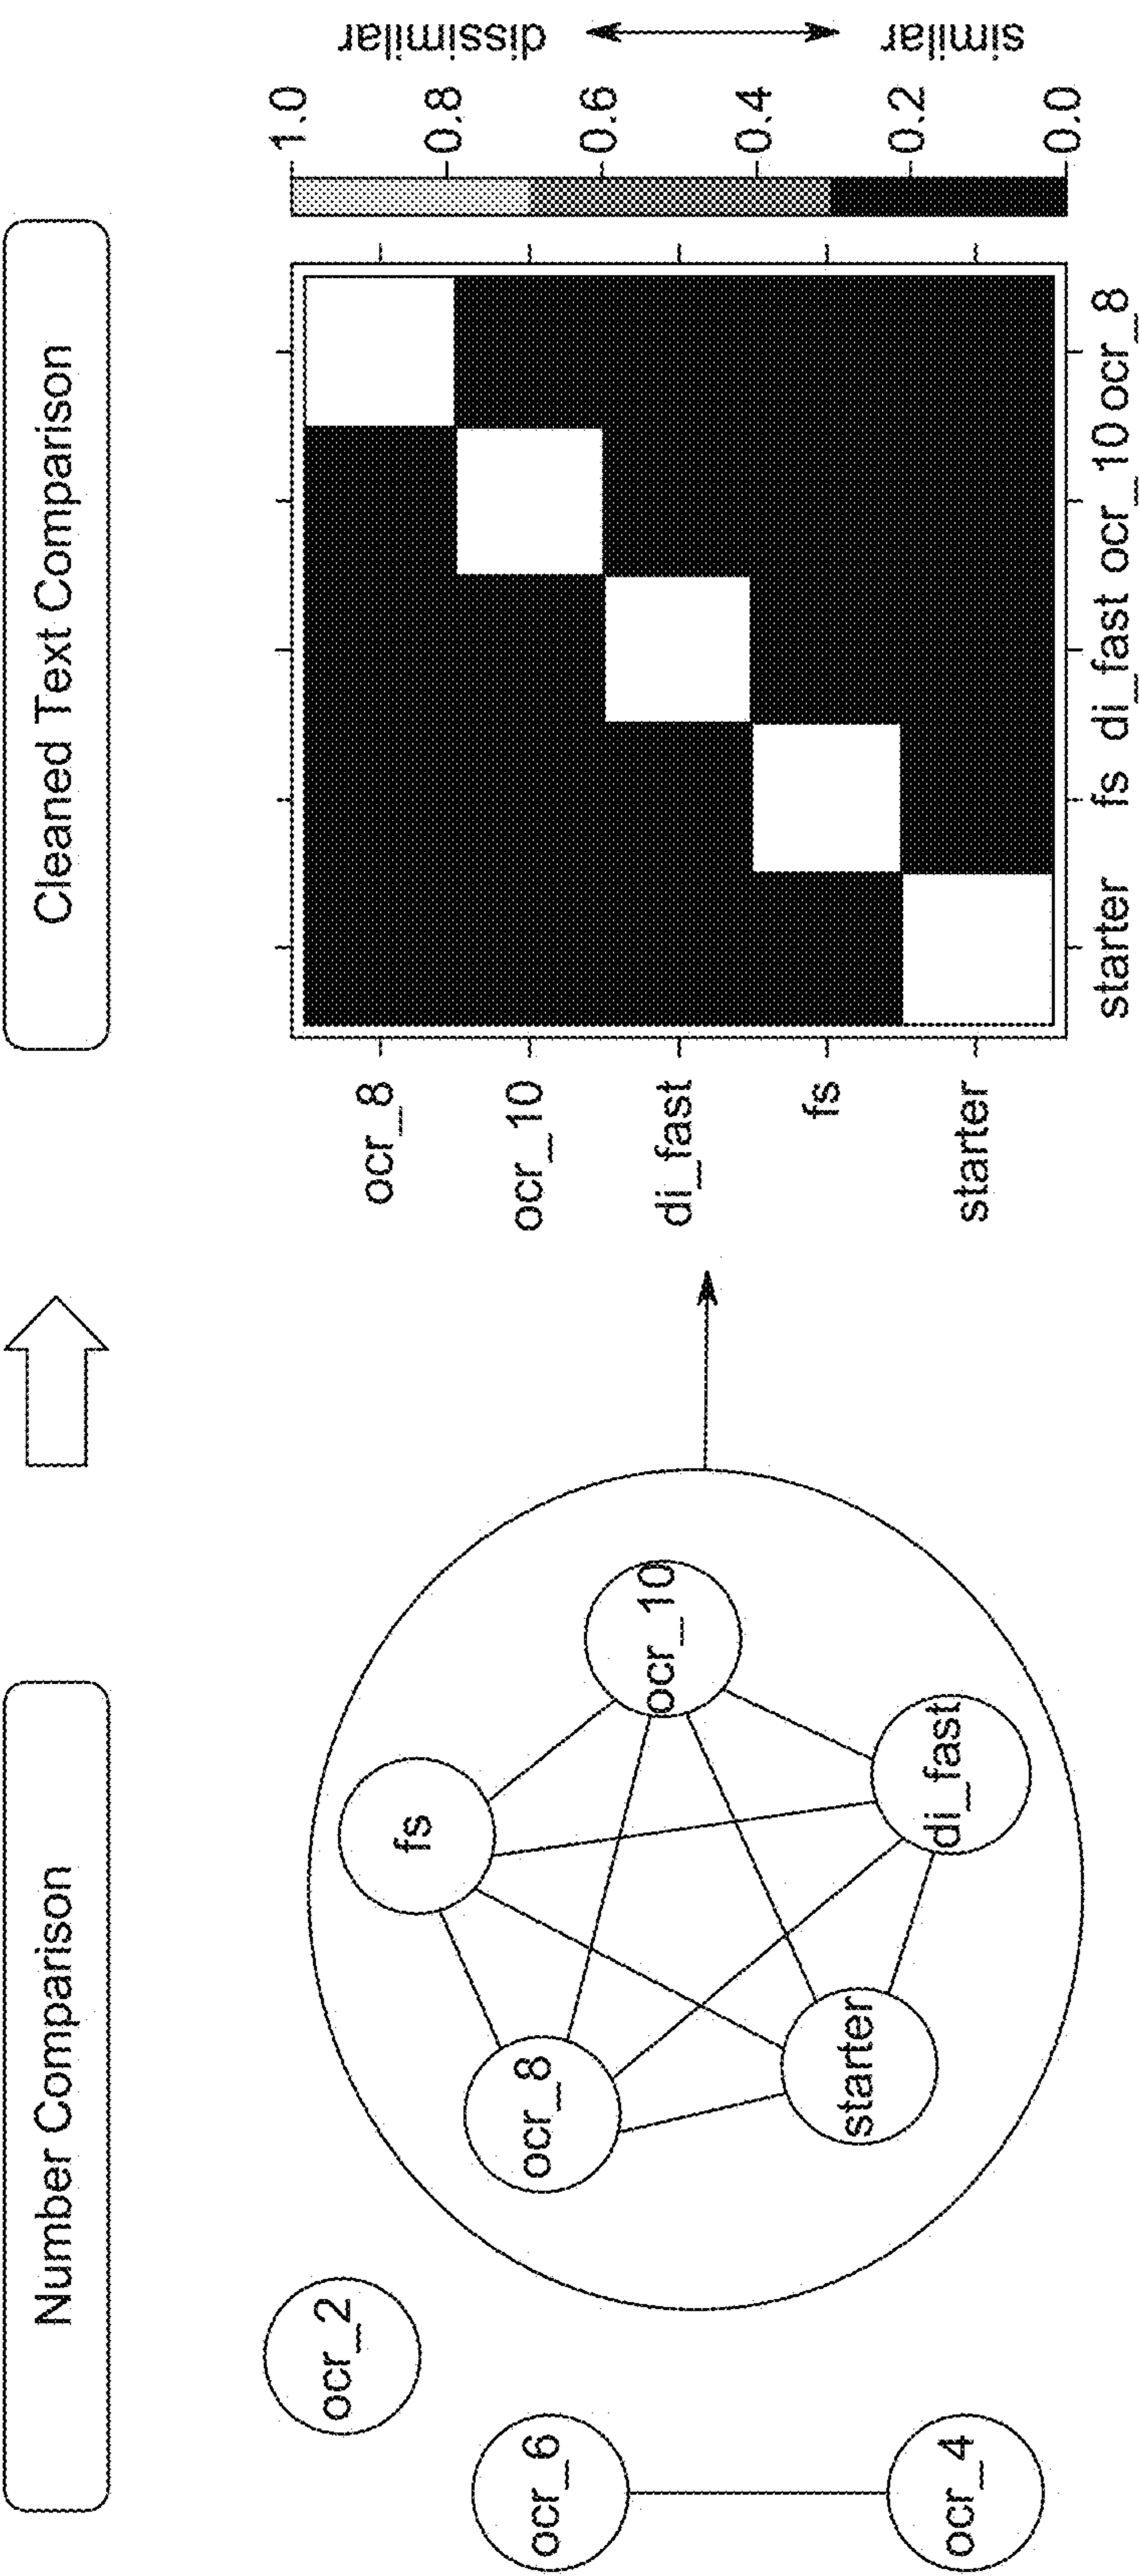 Number Comparison
Cleaned Text Comparison
ocr_2
ocr_6
ocr_4
fs
ocr_8
ocr_10
starter
di_fast
ocr_8
ocr_10
di_fast
fs
starter
starter fs di_fast ocr_10 ocr_8
1.0
0.8
0.6
0.4
0.2
0.0
dissimilar
similar